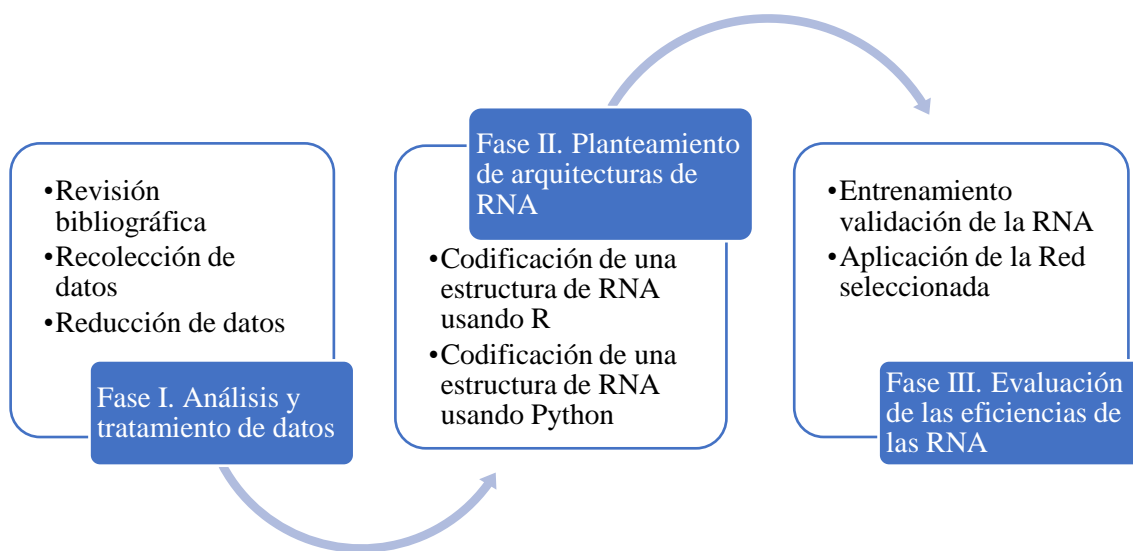 •Revisión
bibliográfica
•Recolección de
datos
•Reducción de datos
Fase I. Análisis y
tratamiento de datos
Fase II. Planteamiento
de arquitecturas de
RNA
•Codificación de una
estructura de RNA
usando R
•Codificación de una
estructura de RNA
usando Python
•Entrenamiento
validación de la RNA
•Aplicación de la Red
seleccionada
Fase III. Evaluación
de las eficiencias de
las RNA